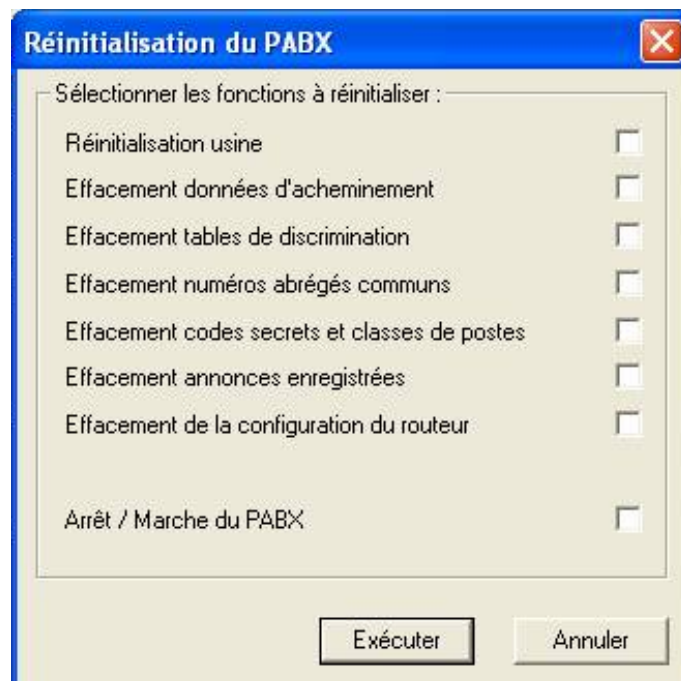 Réinitialisation du PABX
Sélectionner les fonctions à réinitialiser :
Réinitialisation usine
Effacement données d'acheminement
Effacement tables de discrimination
Effacement numéros abrégés communs
Effacement codes secrets et classes de postes
Effacement annonces enregistrées
Effacement de la configuration du routeur
Arrêt / Marche du PABX
Exécuter
Annuler